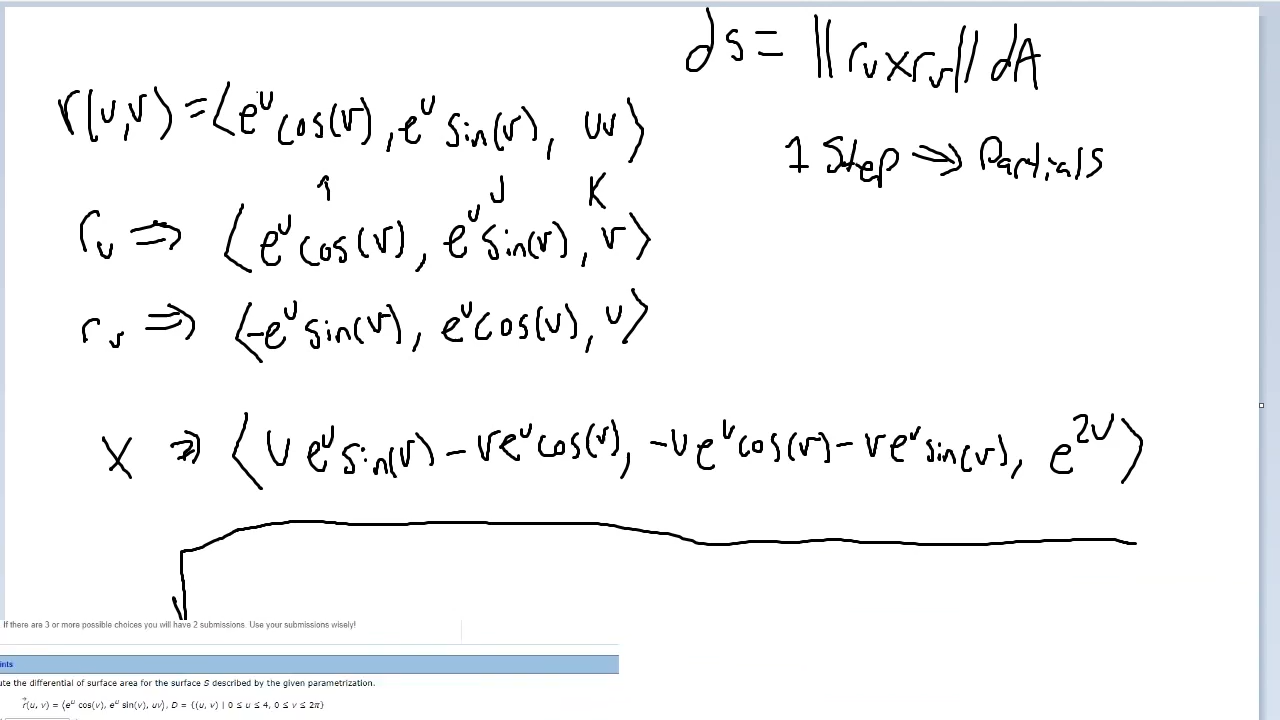 ds = ||r_u x r_v|| dA
r(u,v) = ⟨e^u cos(v), e^u sin(v), uv⟩
1 Step ⇒ Partials
i J K
r_u ⇒ ⟨e^u cos(v), e^u sin(v), v⟩
r_v ⇒ ⟨-e^u sin(v), e^u cos(v), u⟩
X ⇒ ⟨u e^u sin(v) - v e^u cos(v), -u e^u cos(v) - v e^u sin(v), e^2u⟩
If there are 3 or more possible choices you will have 2 submissions. Use your submissions wisely!
ints
ute the differential of surface area for the surface S described by the given parametrization.
r⃗(u, v) = ⟨e^u cos(v), e^u sin(v), uv⟩, D = {(u, v) | 0 ≤ u ≤ 4, 0 ≤ v ≤ 2π}